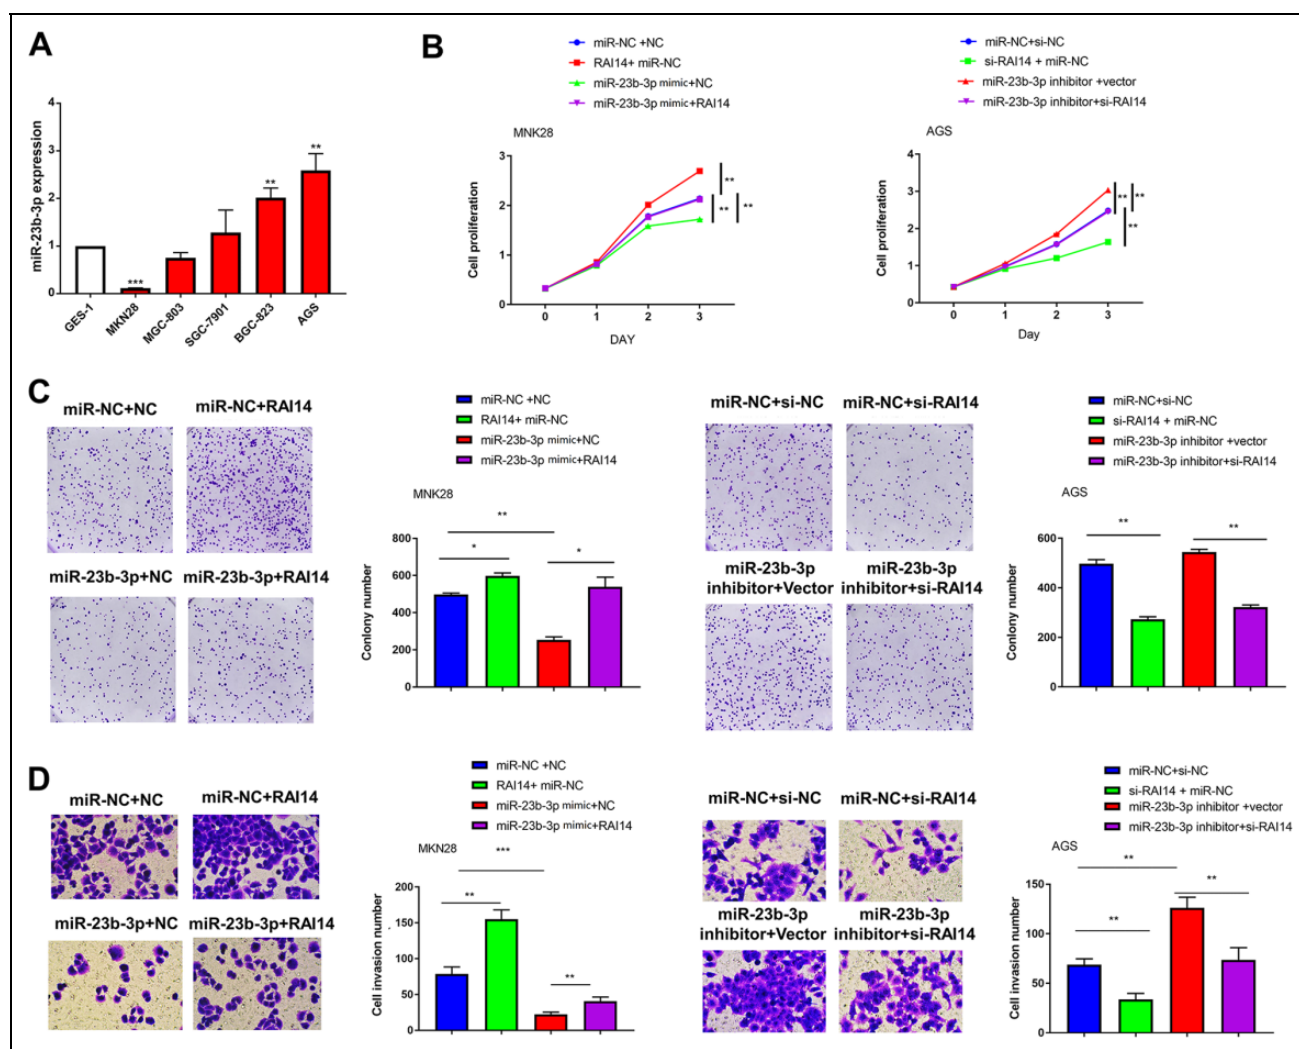 A
miR-23b-3p expression
4
3
2
1
0
***
**
**
GES-1
MKN28
MGC-803
SGC-7901
BGC-823
AGS
B
miR-NC +NC
RAI14+ miR-NC
miR-23b-3p mimic+NC
miR-23b-3p mimic+RAI14
MNK28
Cell proliferation
3
2
1
0
0 1 2 3
DAY
**
**
**
miR-NC+si-NC
si-RAI14 + miR-NC
miR-23b-3p inhibitor +vector
miR-23b-3p inhibitor+si-RAI14
AGS
Cell proliferation
4
3
2
1
0
0 1 2 3
Day
**
**
**
C
miR-NC+NC
miR-NC+RAI14
miR-23b-3p+NC
miR-23b-3p+RAI14
miR-NC +NC
RAI14+ miR-NC
miR-23b-3p mimic+NC
miR-23b-3p mimic+RAI14
MNK28
Conlony number
800
600
400
200
0
**
*
*
miR-NC+si-NC
miR-NC+si-RAI14
miR-23b-3p
inhibitor+Vector
miR-23b-3p
inhibitor+si-RAI14
miR-NC+si-NC
si-RAI14 + miR-NC
miR-23b-3p inhibitor +vector
miR-23b-3p inhibitor+si-RAI14
AGS
Conlony number
600
400
200
0
**
**
D
miR-NC+NC
miR-NC+RAI14
miR-23b-3p+NC
miR-23b-3p+RAI14
miR-NC +NC
RAI14+ miR-NC
miR-23b-3p mimic+NC
miR-23b-3p mimic+RAI14
MKN28
Cell invasion number
200
150
100
50
0
***
**
**
miR-NC+si-NC
miR-NC+si-RAI14
miR-23b-3p
inhibitor+Vector
miR-23b-3p
inhibitor+si-RAI14
miR-NC+si-NC
si-RAI14 + miR-NC
miR-23b-3p inhibitor +vector
miR-23b-3p inhibitor+si-RAI14
AGS
Cell invasion number
150
100
50
0
**
**
**